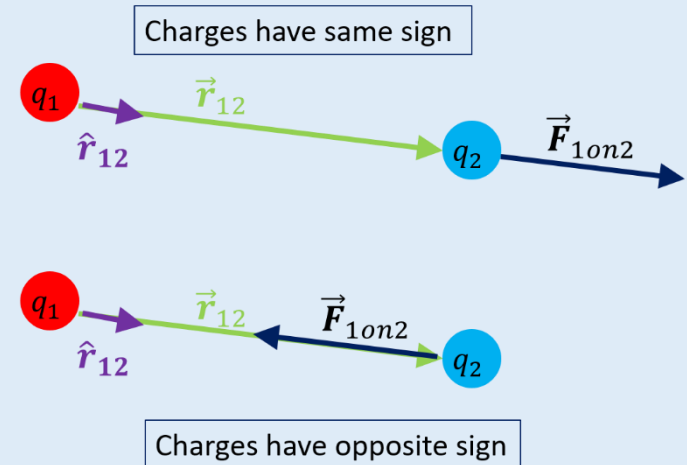 Charges have same sign
q₁
r⃗₁₂
r̂₁₂
q₂
F⃗₁ₒₙ₂
q₁
r⃗₁₂
F⃗₁ₒₙ₂
r̂₁₂
q₂
Charges have opposite sign